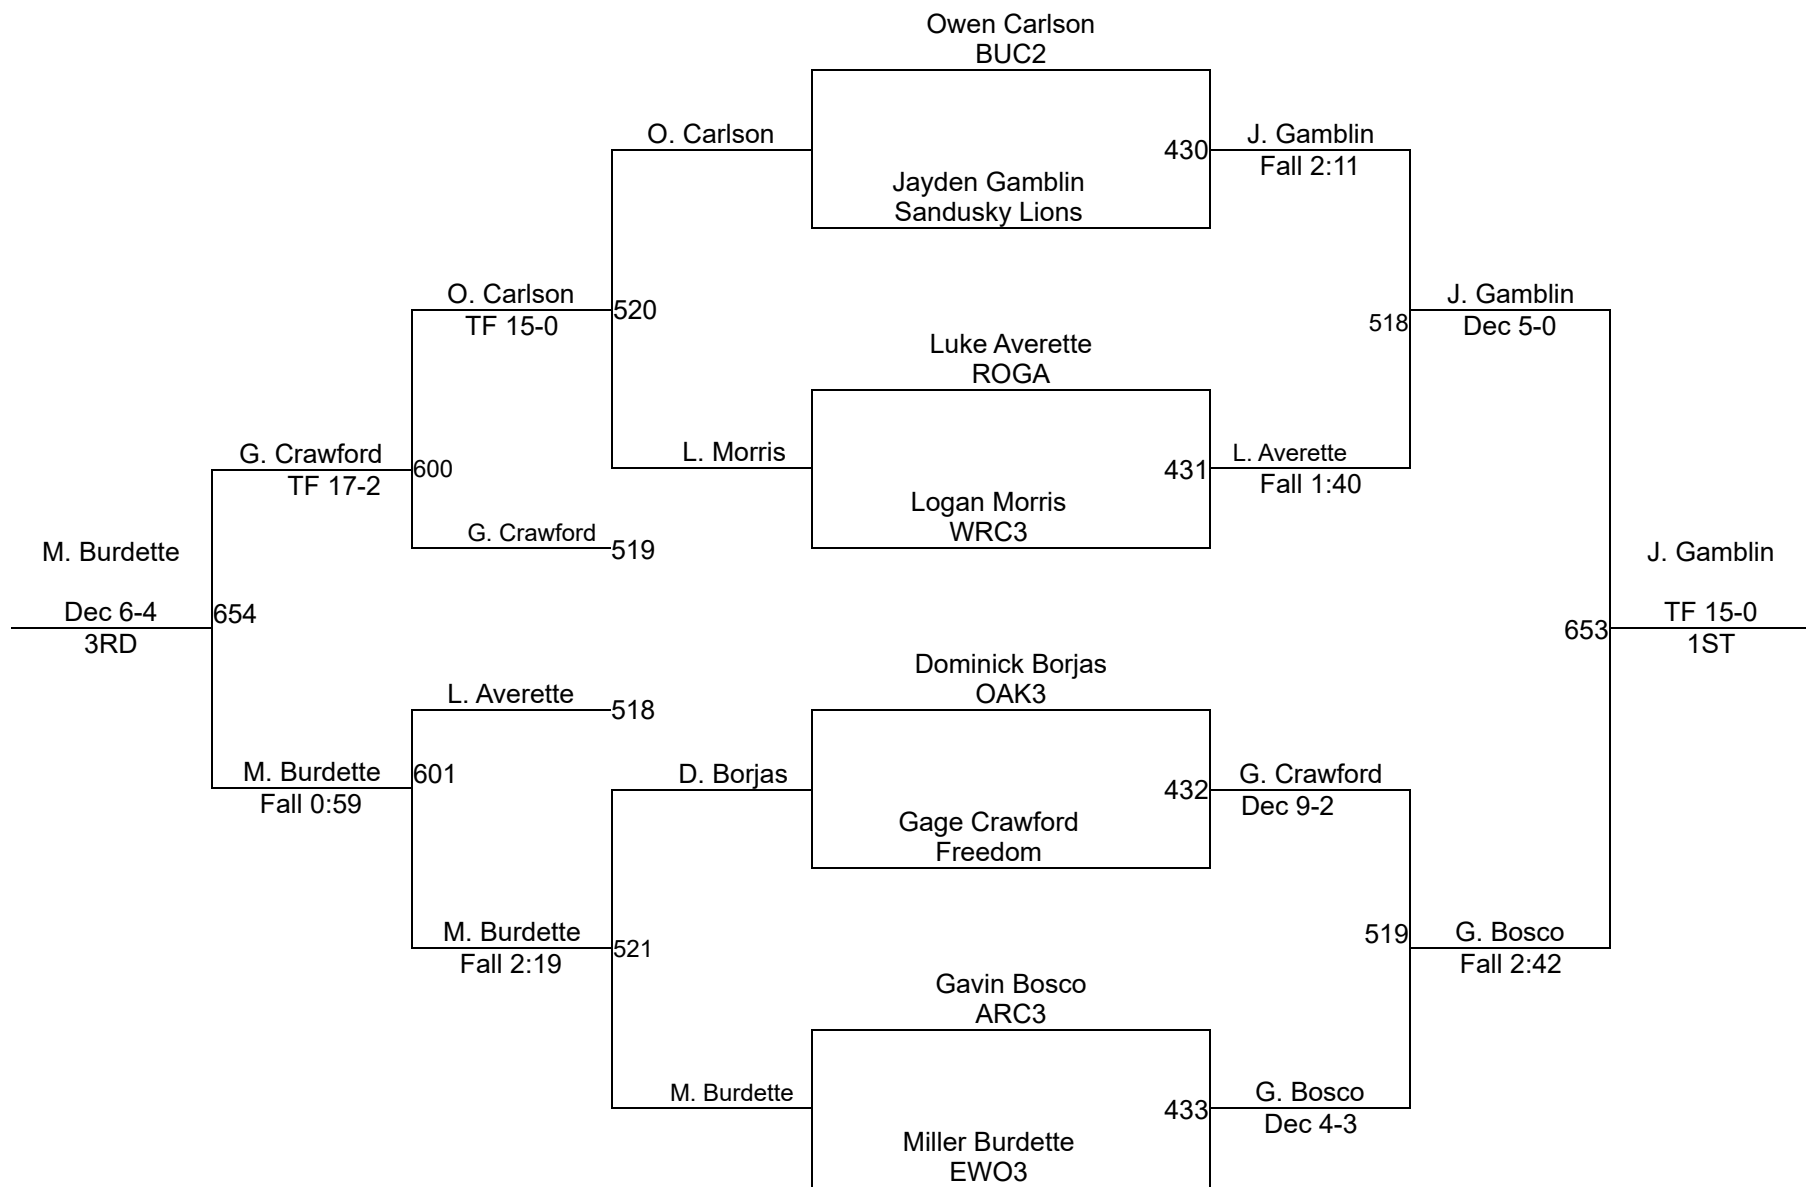 Owen Carlson
BUC2
O. Carlson
430
J. Gamblin
Fall 2:11
Jayden Gamblin
Sandusky Lions
O. Carlson
TF 15-0
520
J. Gamblin
Dec 5-0
518
Luke Averette
ROGA
G. Crawford
TF 17-2
600
L. Morris
431
L. Averette
Fall 1:40
Logan Morris
WRC3
G. Crawford
519
M. Burdette
Dec 6-4
3RD
654
J. Gamblin
TF 15-0
1ST
653
Dominick Borjas
OAK3
L. Averette
518
M. Burdette
Fall 0:59
601
D. Borjas
432
G. Crawford
Dec 9-2
Gage Crawford
Freedom
M. Burdette
Fall 2:19
521
519
G. Bosco
Fall 2:42
Gavin Bosco
ARC3
M. Burdette
433
G. Bosco
Dec 4-3
Miller Burdette
EWO3